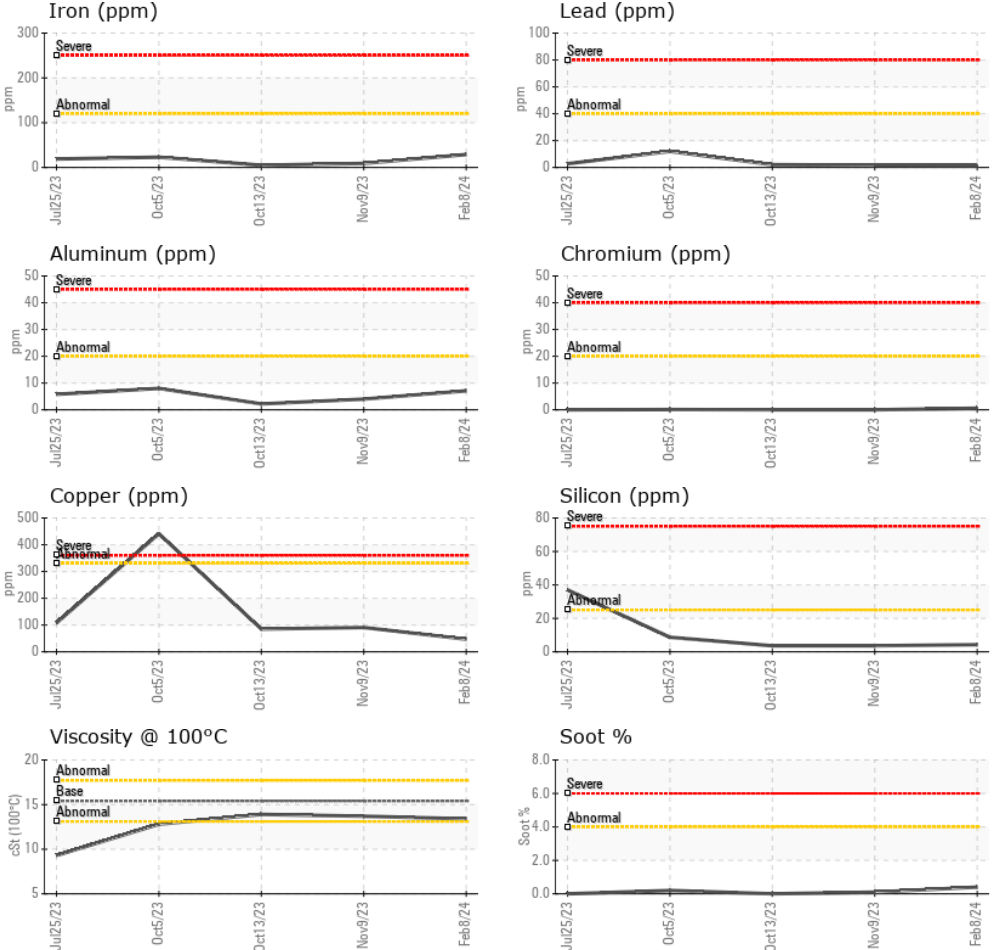 Iron (ppm)
300
200
100
0
ppm
Severe
Abnormal
Jul25/23
Oct5/23
Oct13/23
Nov9/23
Feb8/24
Lead (ppm)
100
80
60
40
20
0
ppm
Severe
Abnormal
Jul25/23
Oct5/23
Oct13/23
Nov9/23
Feb8/24
Aluminum (ppm)
50
40
30
20
10
0
ppm
Severe
Abnormal
Jul25/23
Oct5/23
Oct13/23
Nov9/23
Feb8/24
Chromium (ppm)
50
40
30
20
10
0
ppm
Severe
Abnormal
Jul25/23
Oct5/23
Oct13/23
Nov9/23
Feb8/24
Copper (ppm)
500
400
300
200
100
0
ppm
Severe
Abnormal
Jul25/23
Oct5/23
Oct13/23
Nov9/23
Feb8/24
Silicon (ppm)
80
60
40
20
0
ppm
Severe
Abnormal
Jul25/23
Oct5/23
Oct13/23
Nov9/23
Feb8/24
Viscosity @ 100°C
20
15
10
5
cSt (100°C)
Abnormal
Base
Abnormal
Jul25/23
Oct5/23
Oct13/23
Nov9/23
Feb8/24
Soot %
8.0
6.0
4.0
2.0
0.0
Soot %
Severe
Abnormal
Jul25/23
Oct5/23
Oct13/23
Nov9/23
Feb8/24